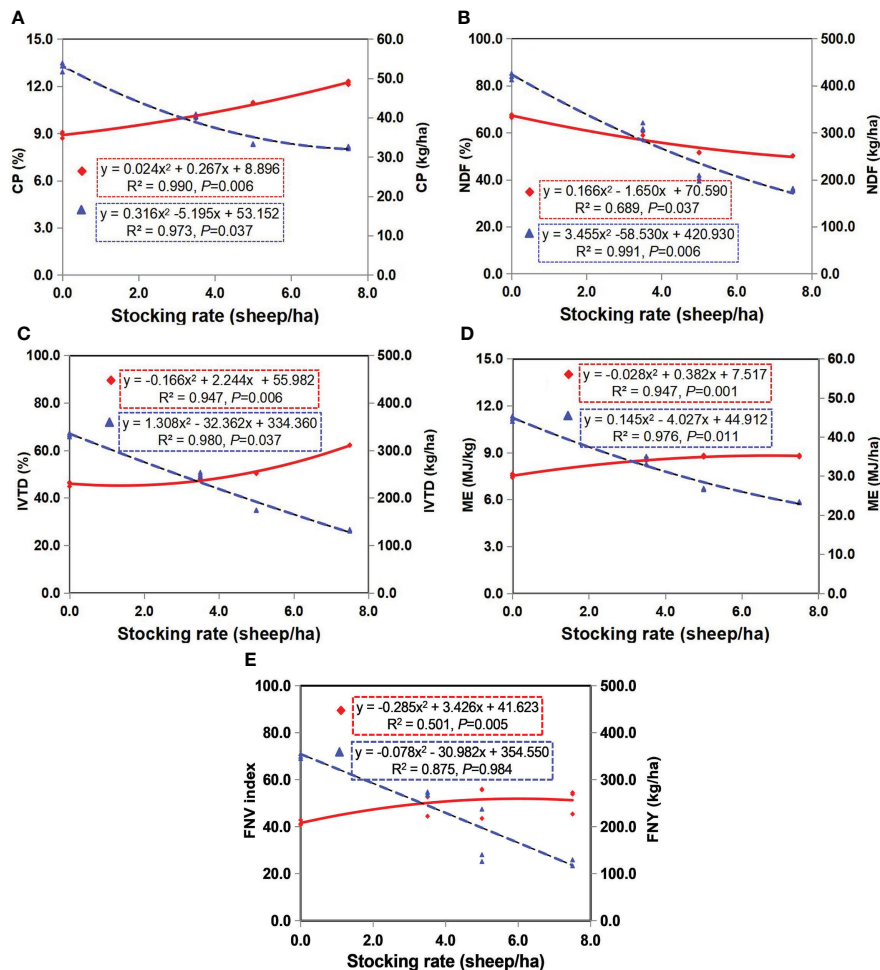 A
B
15.0
12.0
9.0
6.0
3.0
0.0
CP (%)
60.0
50.0
40.0
30.0
20.0
10.0
0.0
CP (kg/ha)
y = 0.024x² + 0.267x + 8.896
R² = 0.990, P=0.006
y = 0.316x² -5.195x + 53.152
R² = 0.973, P=0.037
0.0 2.0 4.0 6.0 8.0
Stocking rate (sheep/ha)
100.0
80.0
60.0
40.0
20.0
0.0
NDF (%)
500.0
400.0
300.0
200.0
100.0
0.0
NDF (kg/ha)
y = 0.166x² - 1.650x + 70.590
R² = 0.689, P=0.037
y = 3.455x² -58.530x + 420.930
R² = 0.991, P=0.006
0.0 2.0 4.0 6.0 8.0
Stocking rate (sheep/ha)
C
D
100.0
80.0
60.0
40.0
20.0
0.0
IVTD (%)
500.0
400.0
300.0
200.0
100.0
0.0
IVTD (kg/ha)
y = -0.166x² + 2.244x + 55.982
R² = 0.947, P=0.006
y = 1.308x² - 32.362x + 334.360
R² = 0.980, P=0.037
0.0 2.0 4.0 6.0 8.0
Stocking rate (sheep/ha)
15.0
12.0
9.0
6.0
3.0
0.0
ME (MJ/kg)
60.0
50.0
40.0
30.0
20.0
10.0
0.0
ME (MJ/ha)
y = -0.028x² + 0.382x + 7.517
R² = 0.947, P=0.001
y = 0.145x² - 4.027x + 44.912
R² = 0.976, P=0.011
0.0 2.0 4.0 6.0 8.0
Stocking rate (sheep/ha)
E
100.0
80.0
60.0
40.0
20.0
0.0
FNV index
500.0
400.0
300.0
200.0
100.0
0.0
FNY (kg/ha)
y = -0.285x² + 3.426x + 41.623
R² = 0.501, P=0.005
y = -0.078x² - 30.982x + 354.550
R² = 0.875, P=0.984
0.0 2.0 4.0 6.0 8.0
Stocking rate (sheep/ha)